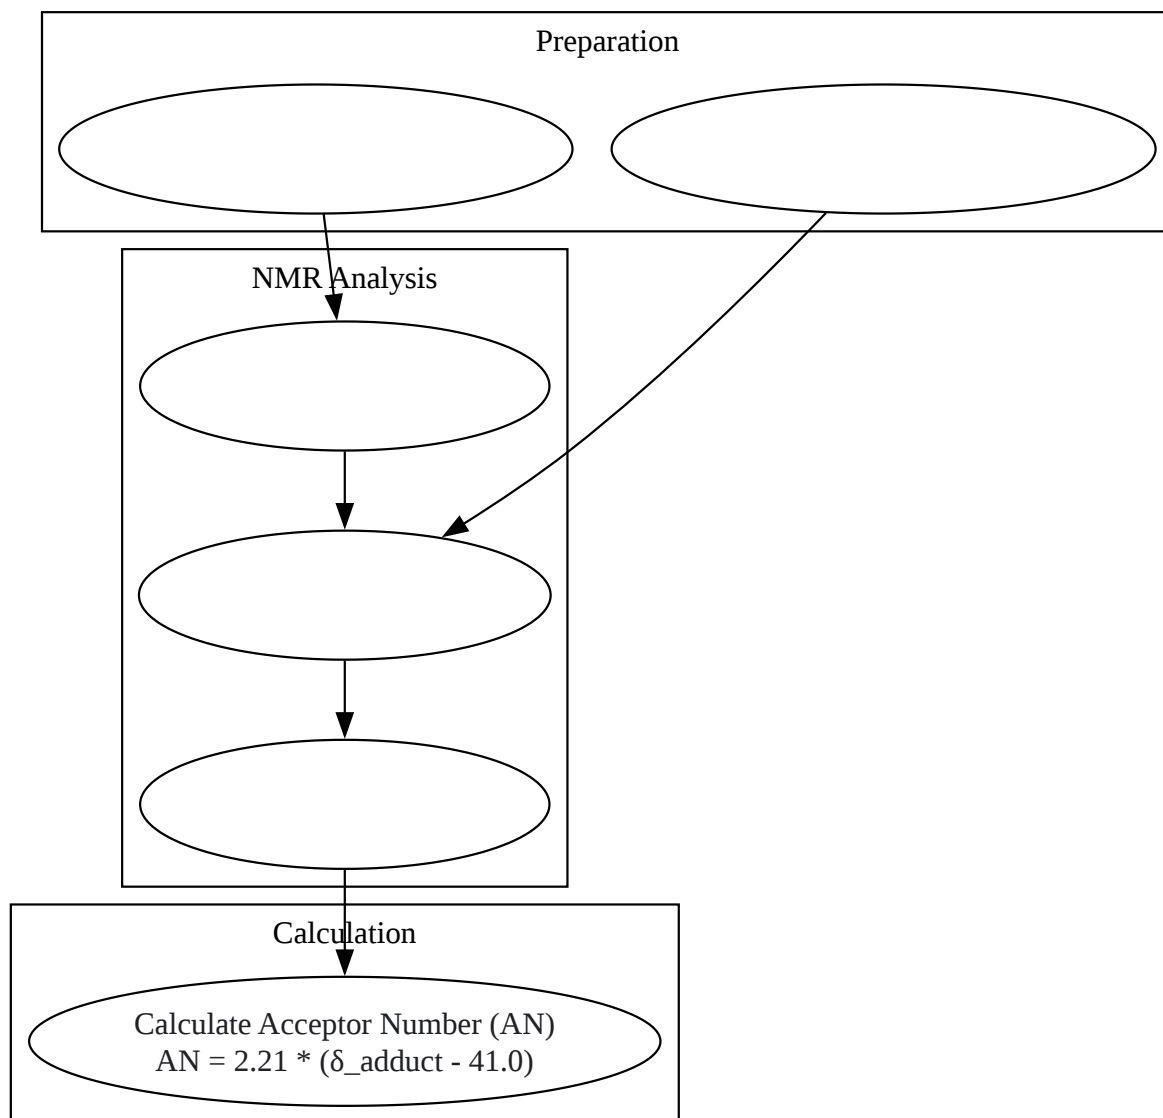 Preparation
NMR Analysis
Calculation
Calculate Acceptor Number (AN)
AN = 2.21 * (δ_adduct - 41.0)